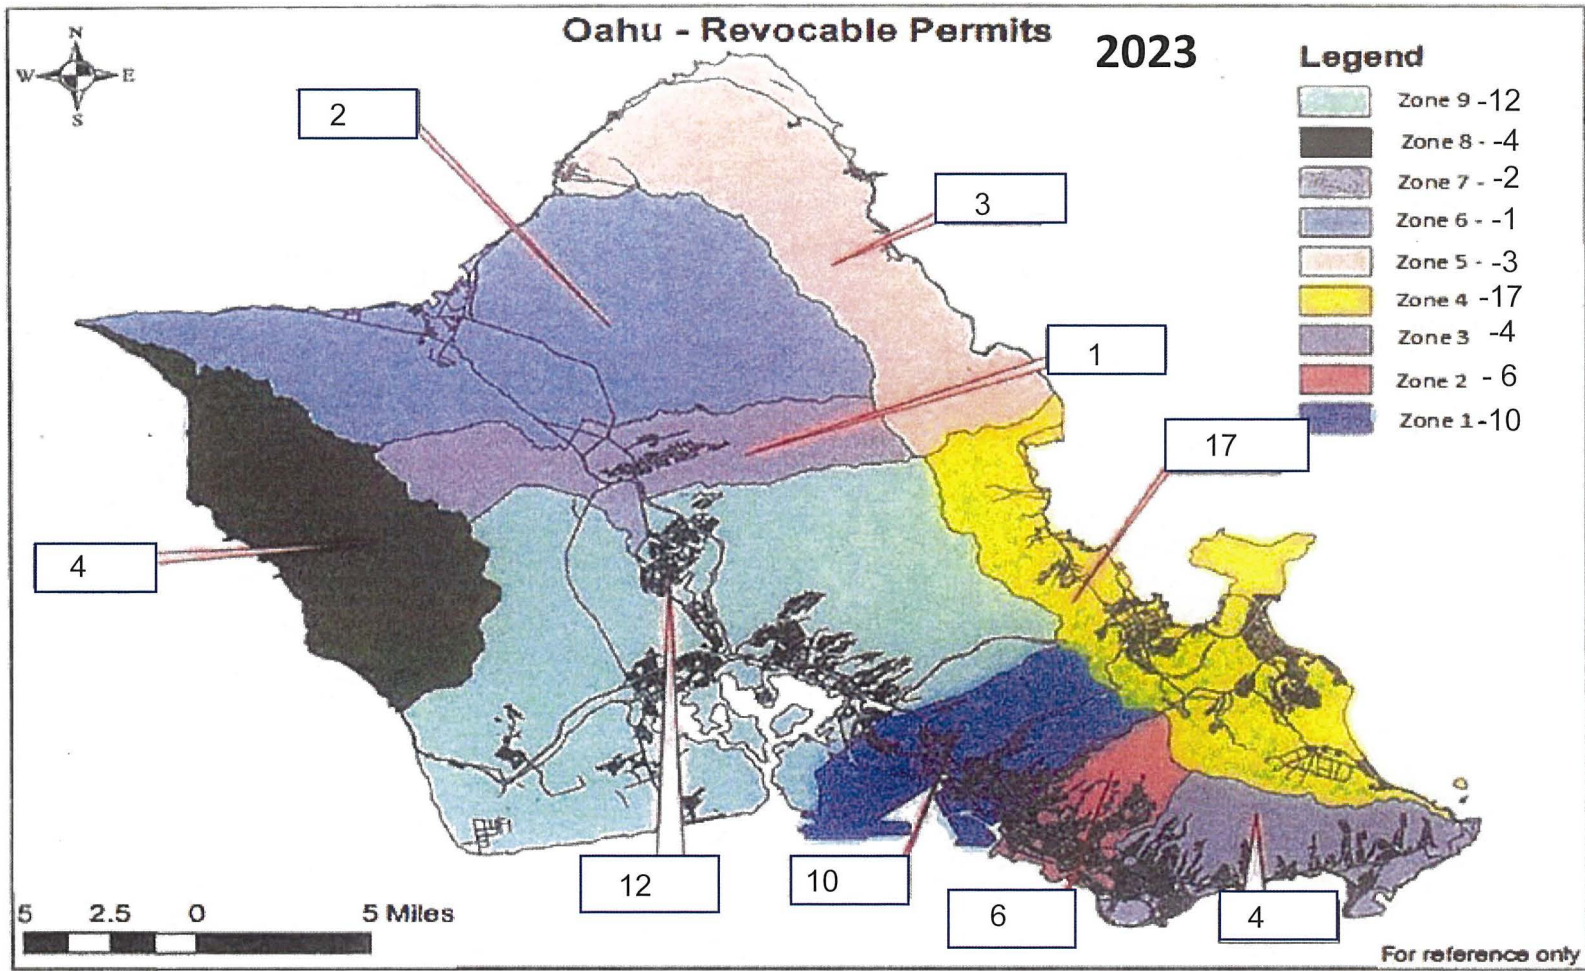 Oahu - Revocable Permits
2023
N
W E
S
Legend
Zone 9 -12
Zone 8 - -4
Zone 7 - -2
Zone 6 - -1
Zone 5 - -3
Zone 4 -17
Zone 3 -4
Zone 2 - 6
Zone 1 -10
2
3
1
17
4
12
10
6
4
5 2.5 0 5 Miles
For reference only